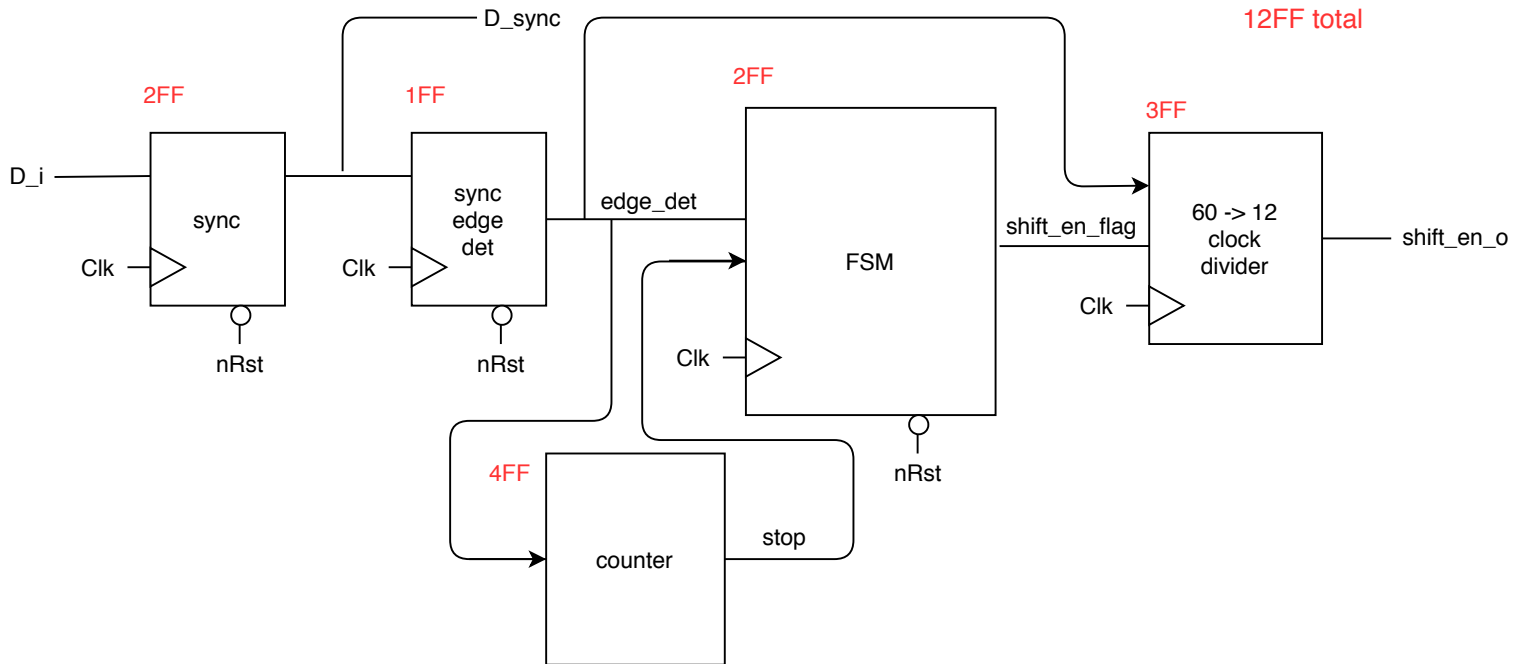 D_sync
12FF total
2FF
1FF
2FF
3FF
D_i
sync
Clk
nRst
sync
edge
det
Clk
nRst
edge_det
FSM
Clk
nRst
shift_en_flag
60 -> 12
clock
divider
Clk
shift_en_o
4FF
counter
stop